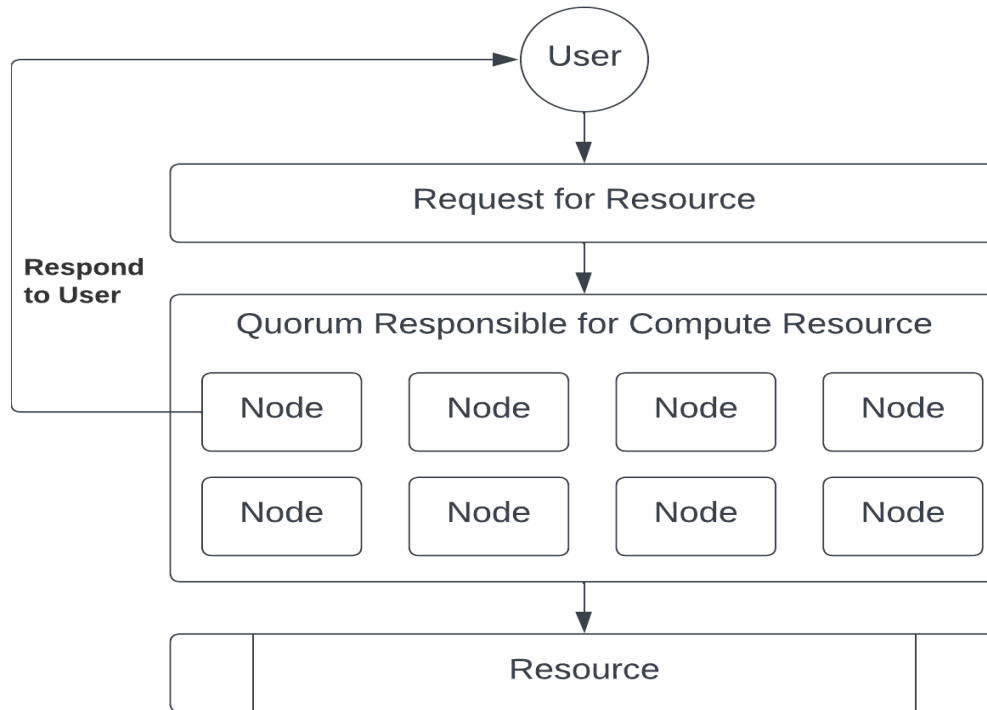 User
Request for Resource
Respond
to User
Quorum Responsible for Compute Resource
Node Node Node Node
Node Node Node Node
Resource